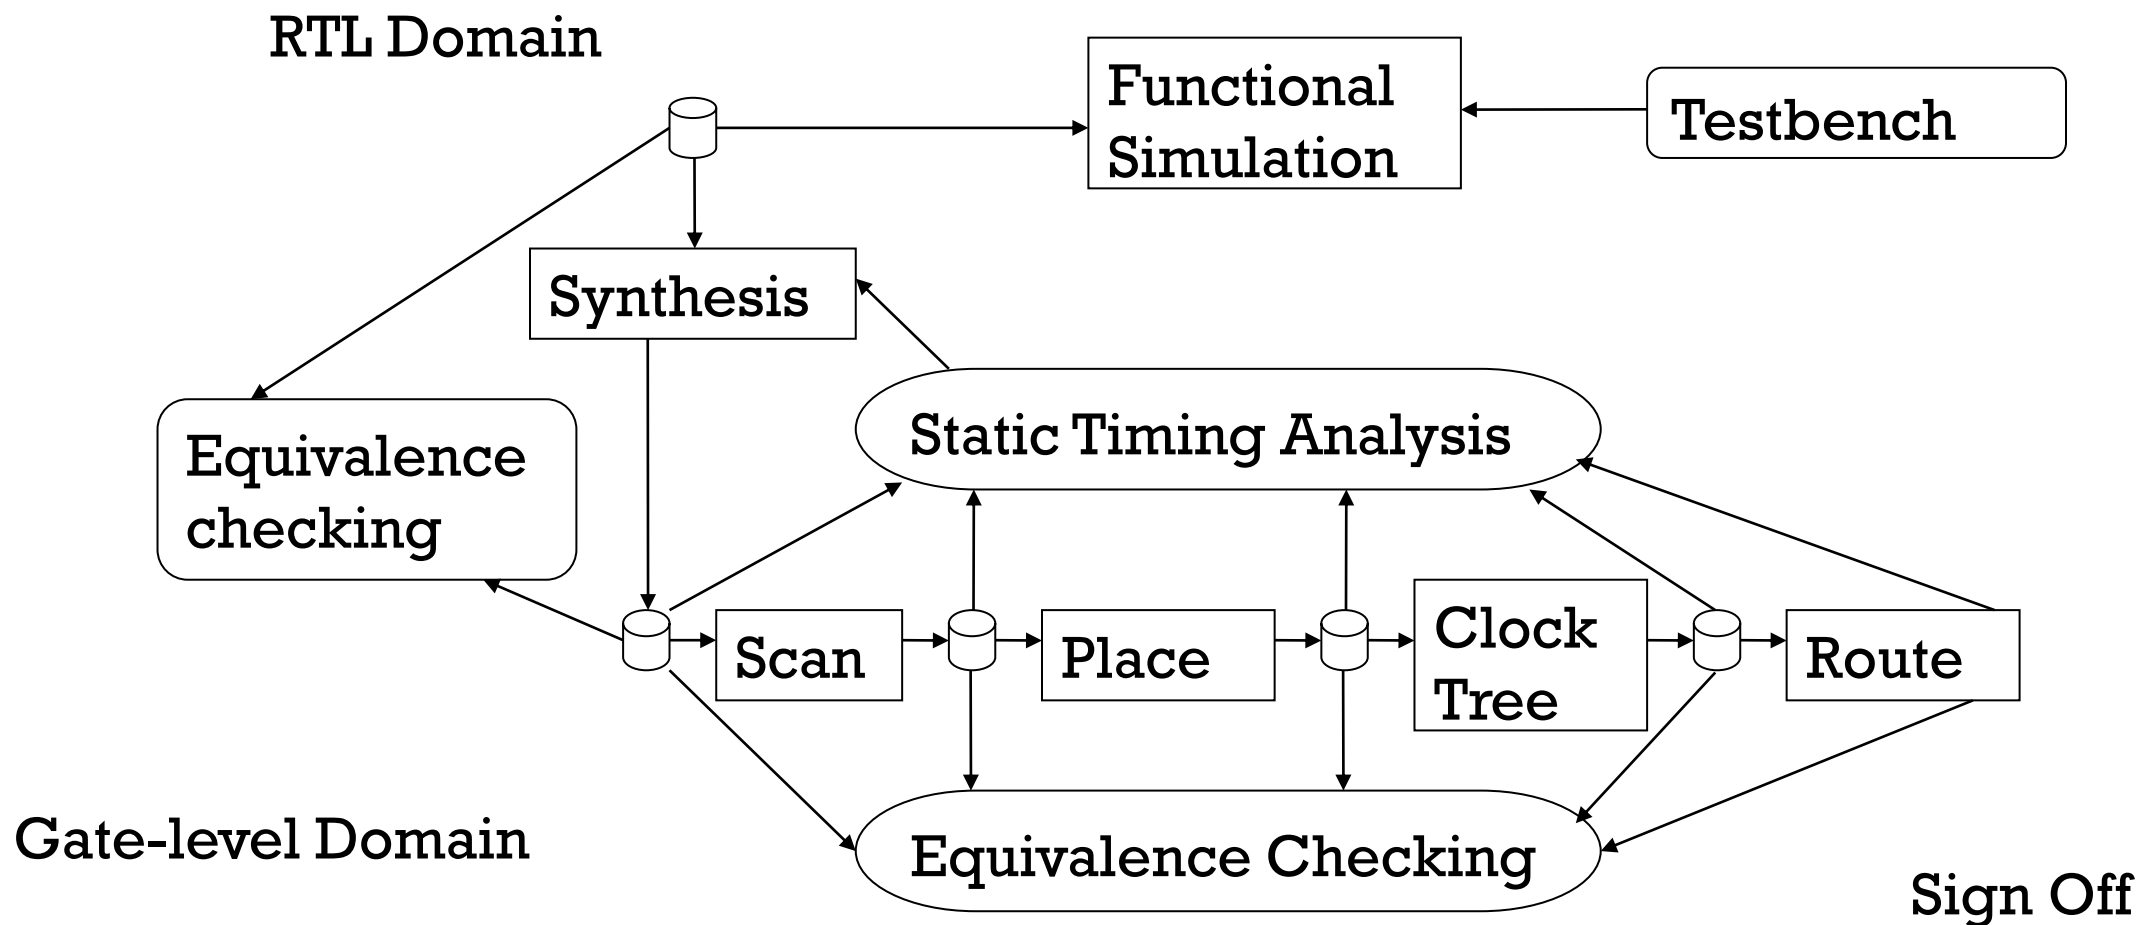 RTL Domain
Functional
Simulation
Testbench
Synthesis
Static Timing Analysis
Equivalence
checking
Scan
Place
Clock
Tree
Route
Gate-level Domain
Equivalence Checking
Sign Off